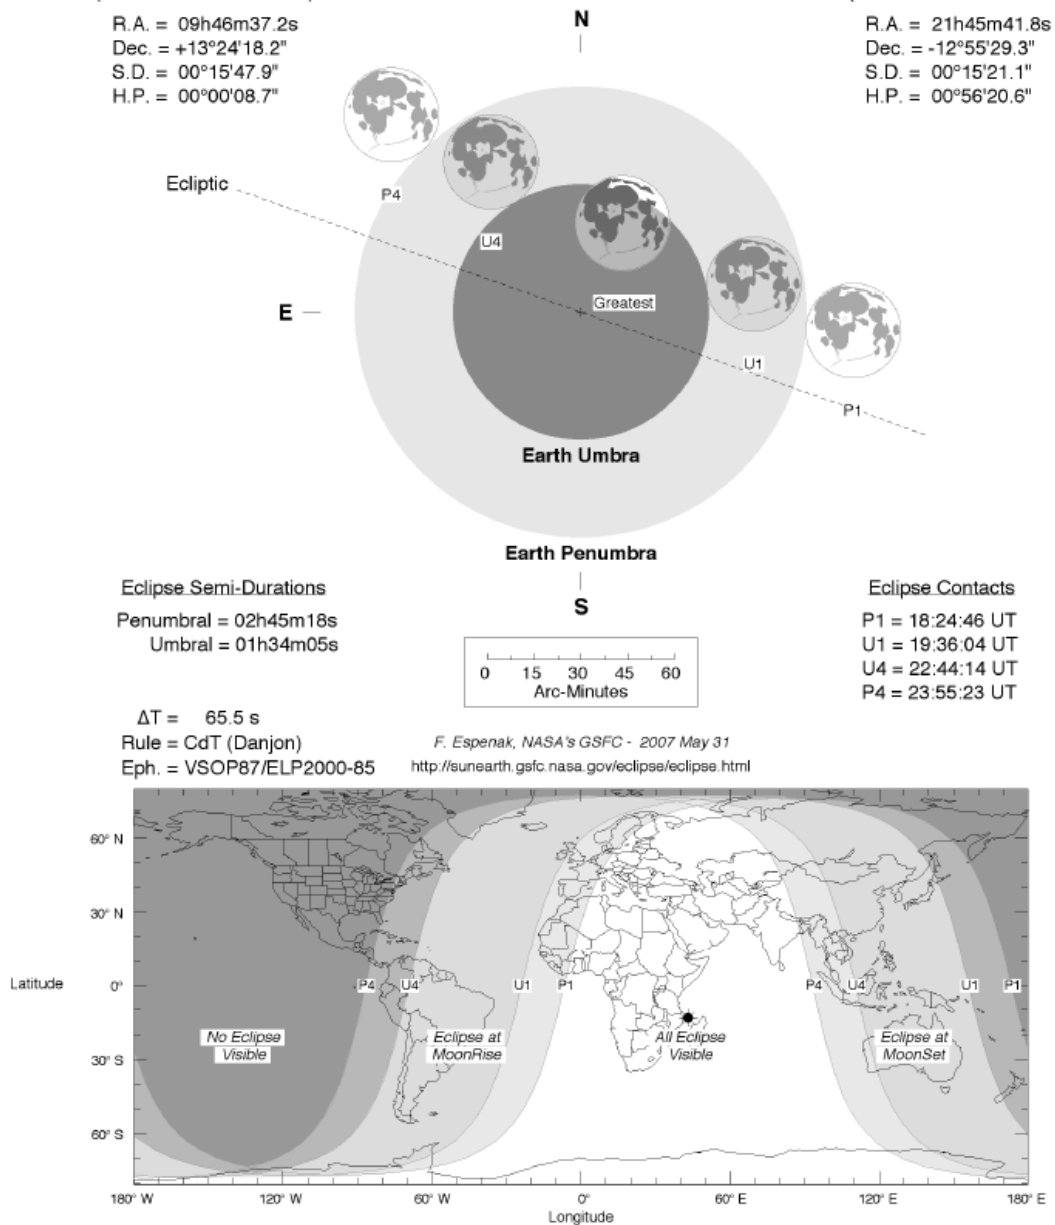 R.A. = 09h46m37.2s
Dec. = +13°24'18.2"
S.D. = 00°15'47.9"
H.P. = 00°00'08.7"
N
R.A. = 21h45m41.8s
Dec. = -12°55'29.3"
S.D. = 00°15'21.1"
H.P. = 00°56'20.6"
Ecliptic
P4
U4
Greatest
E
U1
P1
Earth Umbra
Earth Penumbra
S
Eclipse Semi-Durations
Penumbral = 02h45m18s
Umbral = 01h34m05s
0 15 30 45 60
Arc-Minutes
Eclipse Contacts
P1 = 18:24:46 UT
U1 = 19:36:04 UT
U4 = 22:44:14 UT
P4 = 23:55:23 UT
ΔT = 65.5 s
Rule = CdT (Danjon)
Eph. = VSOP87/ELP2000-85
F. Espenak, NASA's GSFC - 2007 May 31
http://sunearth.gsfc.nasa.gov/eclipse/eclipse.html
60° N
30° N
Latitude
0°
30° S
60° S
P4 U4 U1 P1 P4 U4 U1 P1
No Eclipse
Visible
Eclipse at
MoonRise
All Eclipse
Visible
Eclipse at
MoonSet
180° W 120° W 60° W 0° 60° E 120° E 180° E
Longitude